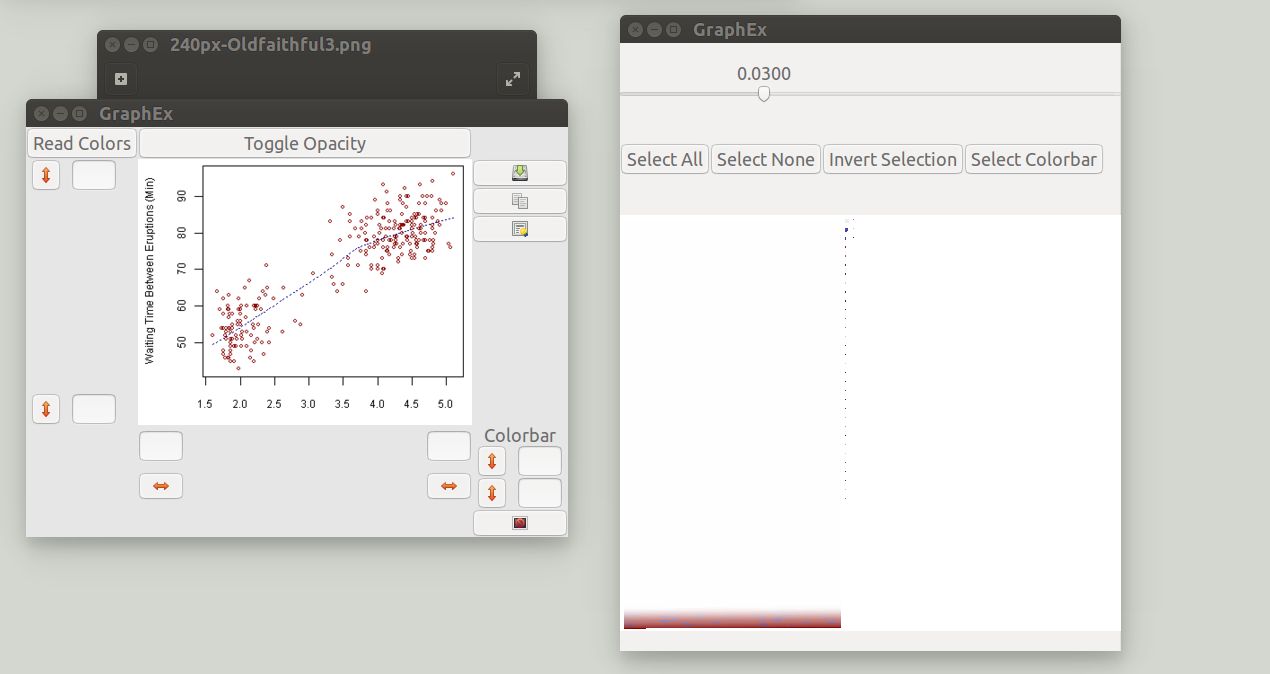 240px-Oldfaithful3.png
GraphEx
Read Colors
Toggle Opacity
Waiting Time Between Eruptions (Min)
90
80
70
60
50
1.5 2.0 2.5 3.0 3.5 4.0 4.5 5.0
Colorbar
GraphEx
0.0300
Select All Select None Invert Selection Select Colorbar